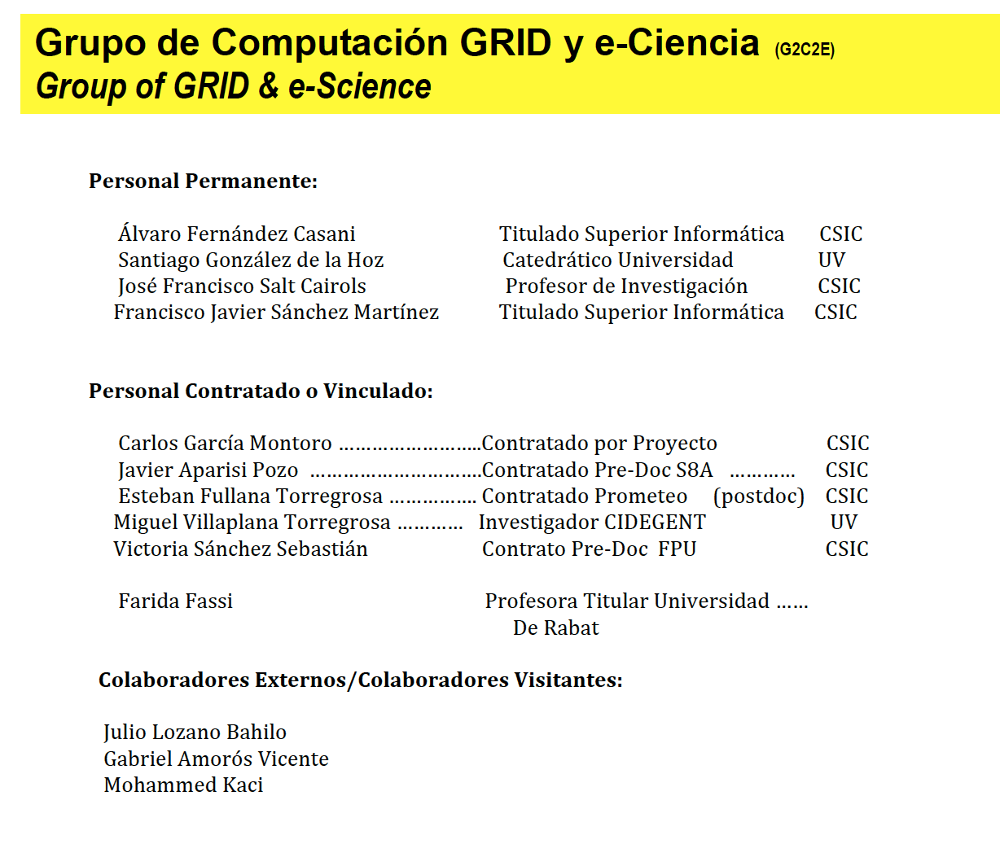 Grupo de Computación GRID y e-Ciencia (G2C2E)
Group of GRID & e-Science
Personal Permanente:
Álvaro Fernández Casani Titulado Superior Informática CSIC
Santiago González de la Hoz Catedrático Universidad UV
José Francisco Salt Cairols Profesor de Investigación CSIC
Francisco Javier Sánchez Martínez Titulado Superior Informática CSIC
Personal Contratado o Vinculado:
Carlos García Montoro ……………………..Contratado por Proyecto CSIC
Javier Aparisi Pozo ………………………….Contratado Pre-Doc S8A ………… CSIC
Esteban Fullana Torregrosa ……………. Contratado Prometeo (postdoc) CSIC
Miguel Villaplana Torregrosa ………… Investigador CIDEGENT UV
Victoria Sánchez Sebastián Contrato Pre-Doc FPU CSIC
Farida Fassi Profesora Titular Universidad ……
De Rabat
Colaboradores Externos/Colaboradores Visitantes:
Julio Lozano Bahilo
Gabriel Amorós Vicente
Mohammed Kaci